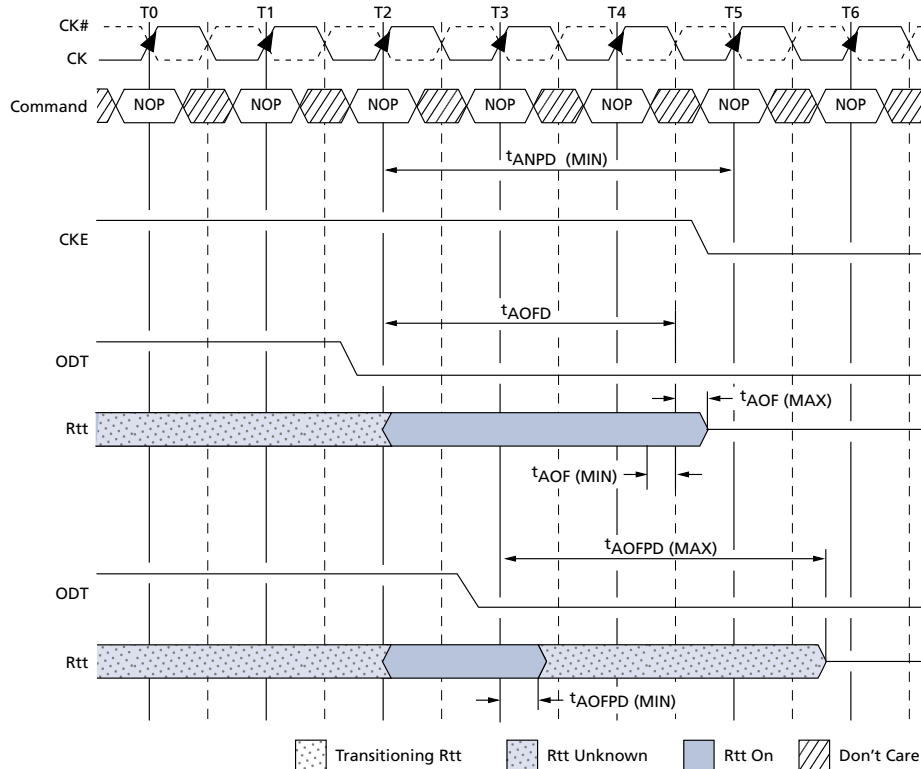 T0 T1 T2 T3 T4 T5 T6
CK#
CK
Command NOP NOP NOP NOP NOP NOP NOP
tANPD (MIN)
CKE
tAOFD
ODT
tAOF (MAX)
Rtt
tAOF (MIN)
tAOFPD (MAX)
ODT
Rtt
tAOFPD (MIN)
Transitioning Rtt Rtt Unknown Rtt On Don't Care